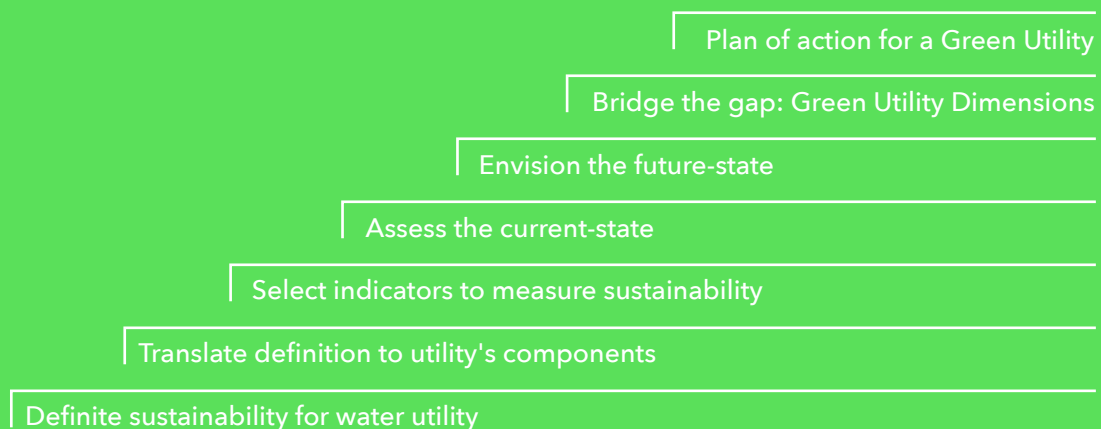 Plan of action for a Green Utility
Bridge the gap: Green Utility Dimensions
Envision the future-state
Assess the current-state
Select indicators to measure sustainability
Translate definition to utility's components
Definite sustainability for water utility